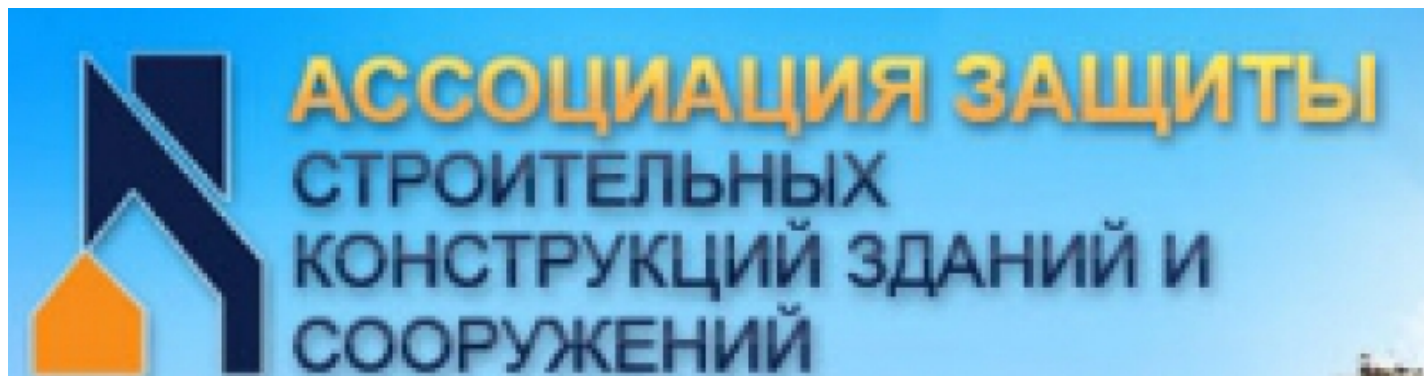 АССОЦИАЦИЯ ЗАЩИТЫ
СТРОИТЕЛЬНЫХ
КОНСТРУКЦИЙ ЗДАНИЙ И
СООРУЖЕНИЙ